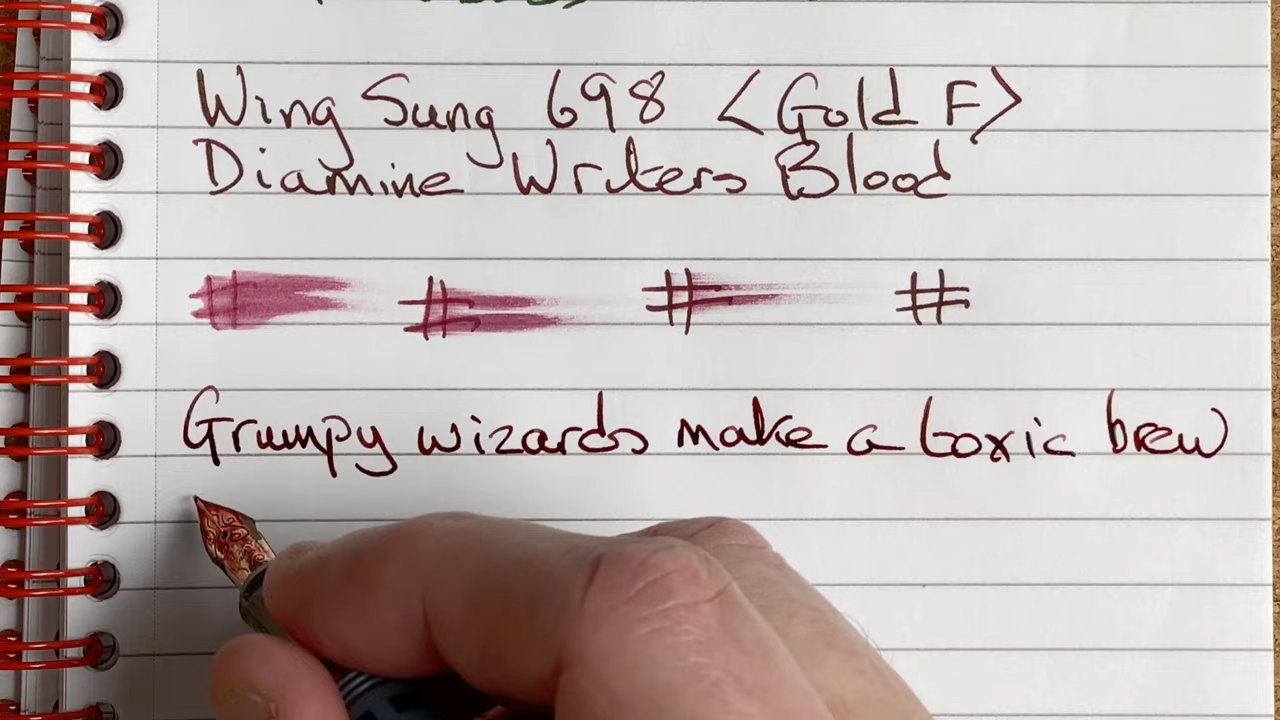 Wing Sung 698 <Gold F>
Diamine Writers Blood
# # # #
Grumpy wizards make a toxic brew